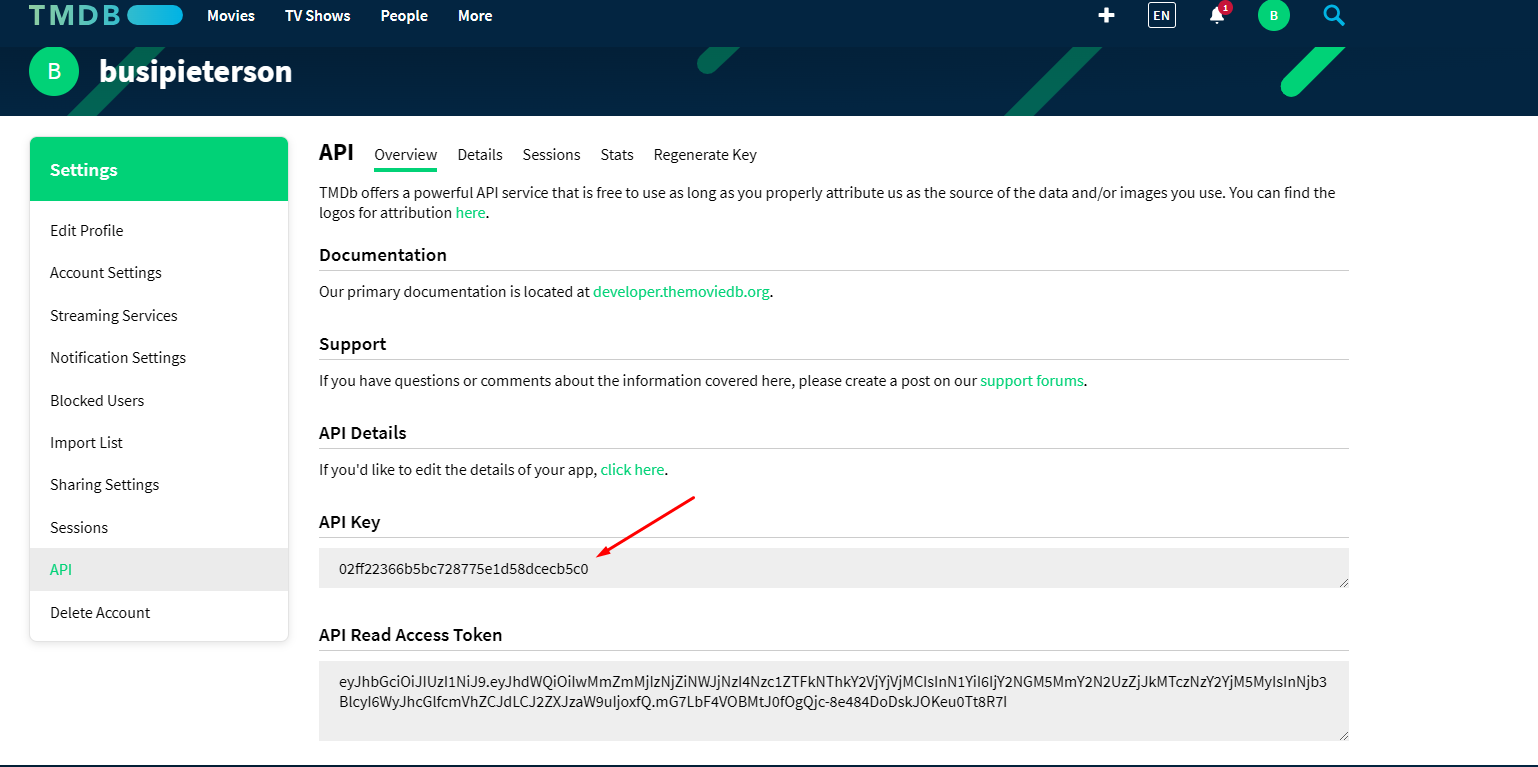 TMDB
Movies
TV Shows
People
More
EN
1
B
B
busipieterson
Settings
Edit Profile
Account Settings
Streaming Services
Notification Settings
Blocked Users
Import List
Sharing Settings
Sessions
API
Delete Account
API
Overview
Details
Sessions
Stats
Regenerate Key
TMDb offers a powerful API service that is free to use as long as you properly attribute us as the source of the data and/or images you use. You can find the
logos for attribution here.
Documentation
Our primary documentation is located at developer.themoviedb.org.
Support
If you have questions or comments about the information covered here, please create a post on our support forums.
API Details
If you'd like to edit the details of your app, click here.
API Key
02ff22366b5bc728775e1d58dcecb5c0
API Read Access Token
eyJhbGciOiJIUzI1NiJ9.eyJhdWQiOiIwMmZmMjIzNjZiNWJjNzI4Nzc1ZTFkNThkY2VjYjVjMCIsInN1YiI6IjY2NGM5MmY2N2UzZjJkMTczNzY2YjM5MyIsInNjb3
BlcyI6WyJhcGlfcmVhZCJdLCJ2ZXJzaW9uIjoxfQ.mG7LbF4VOBMtJ0fOgQjc-8e484DoDskJOKeu0Tt8R7I